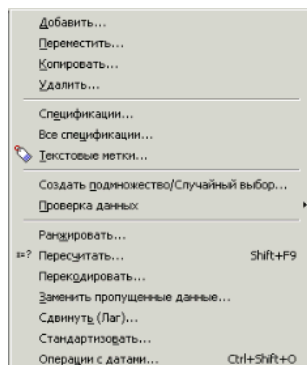 Добавить...
Переместить...
Копировать...
Удалить...
Спецификации...
Все спецификации...
Текстовые метки...
Создать подмножество/Случайный выбор...
Проверка данных
Ранжировать...
x=? Пересчитать... Shift+F9
Перекодировать...
Заменить пропущенные данные...
Сдвинуть (Лаг)...
Стандартизовать...
Операции с датами... Ctrl+Shift+O